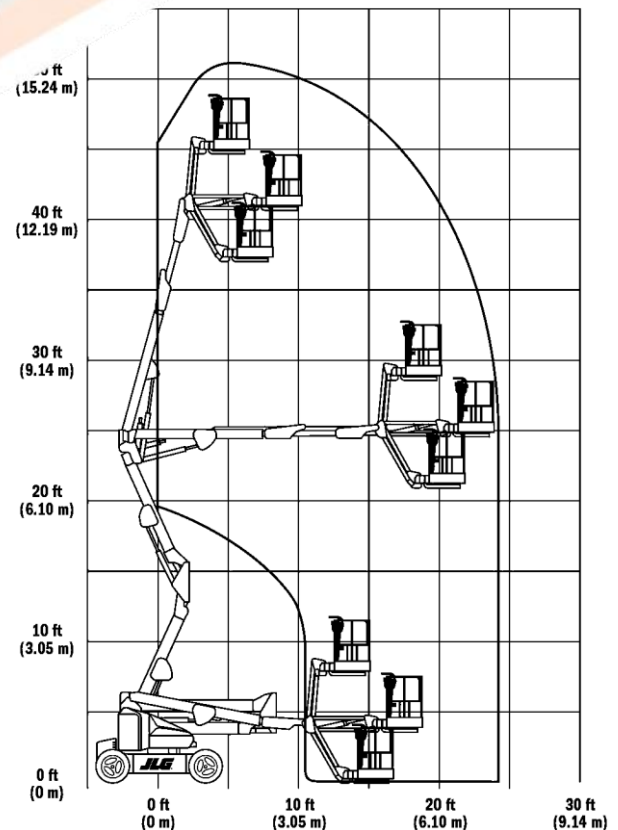 (15.24 m)
40 ft
(12.19 m)
30 ft
(9.14 m)
20 ft
(6.10 m)
10 ft
(3.05 m)
0 ft
(0 m)
JLG
0 ft
(0 m)
10 ft
(3.05 m)
20 ft
(6.10 m)
30 ft
(9.14 m)